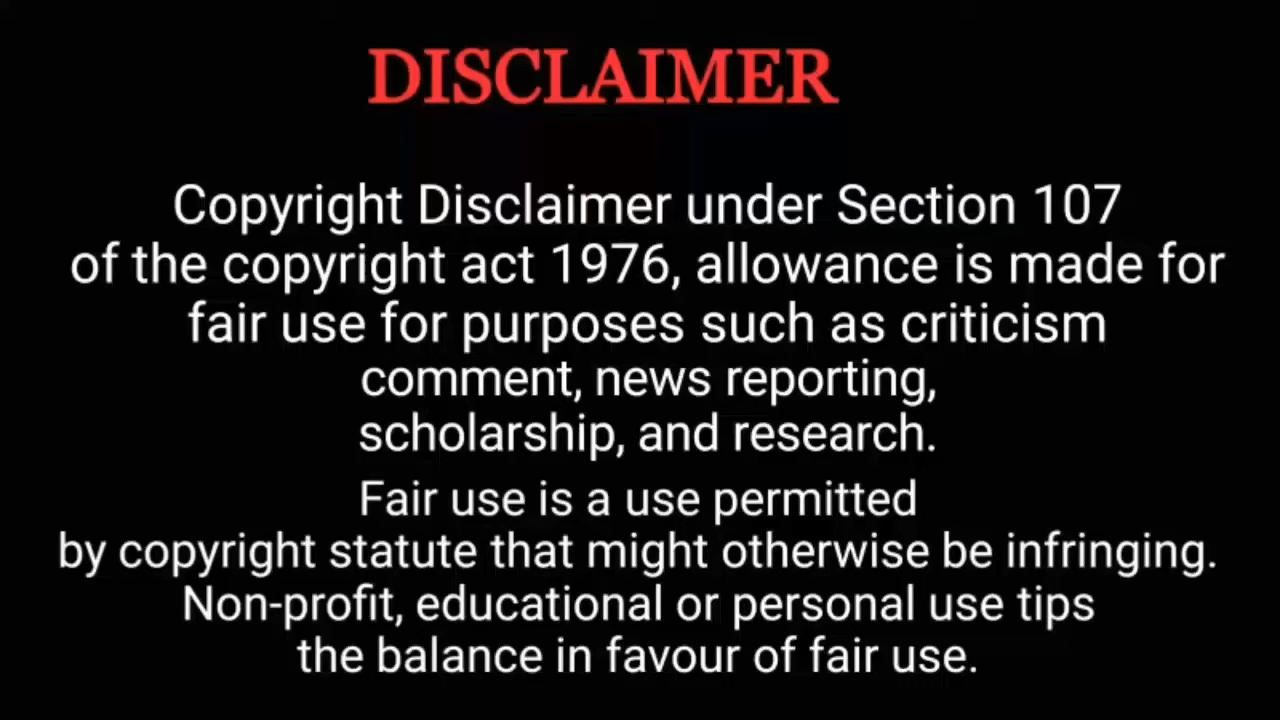 DISCLAIMER
Copyright Disclaimer under Section 107
of the copyright act 1976, allowance is made for
fair use for purposes such as criticism
comment, news reporting,
scholarship, and research.
Fair use is a use permitted
by copyright statute that might otherwise be infringing.
Non-profit, educational or personal use tips
the balance in favour of fair use.